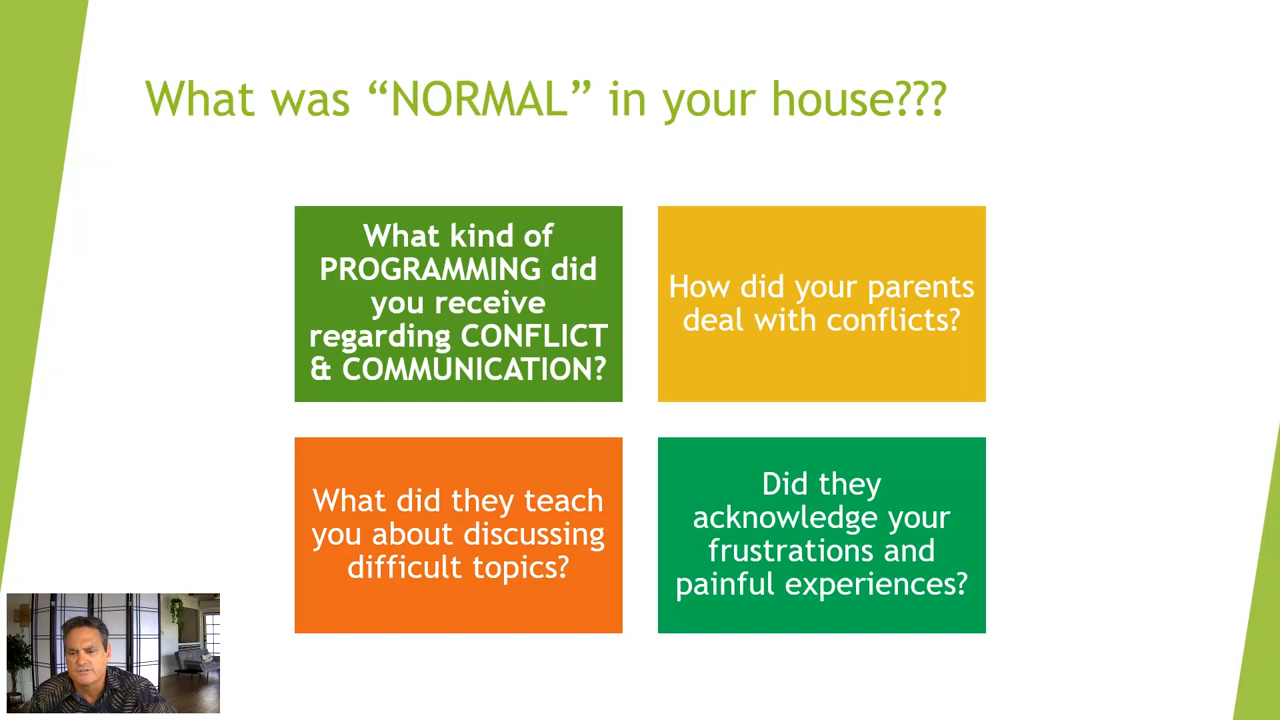 What was “NORMAL” in your house???
What kind of
PROGRAMMING did
you receive
regarding CONFLICT
& COMMUNICATION?
How did your parents
deal with conflicts?
What did they teach
you about discussing
difficult topics?
Did they
acknowledge your
frustrations and
painful experiences?